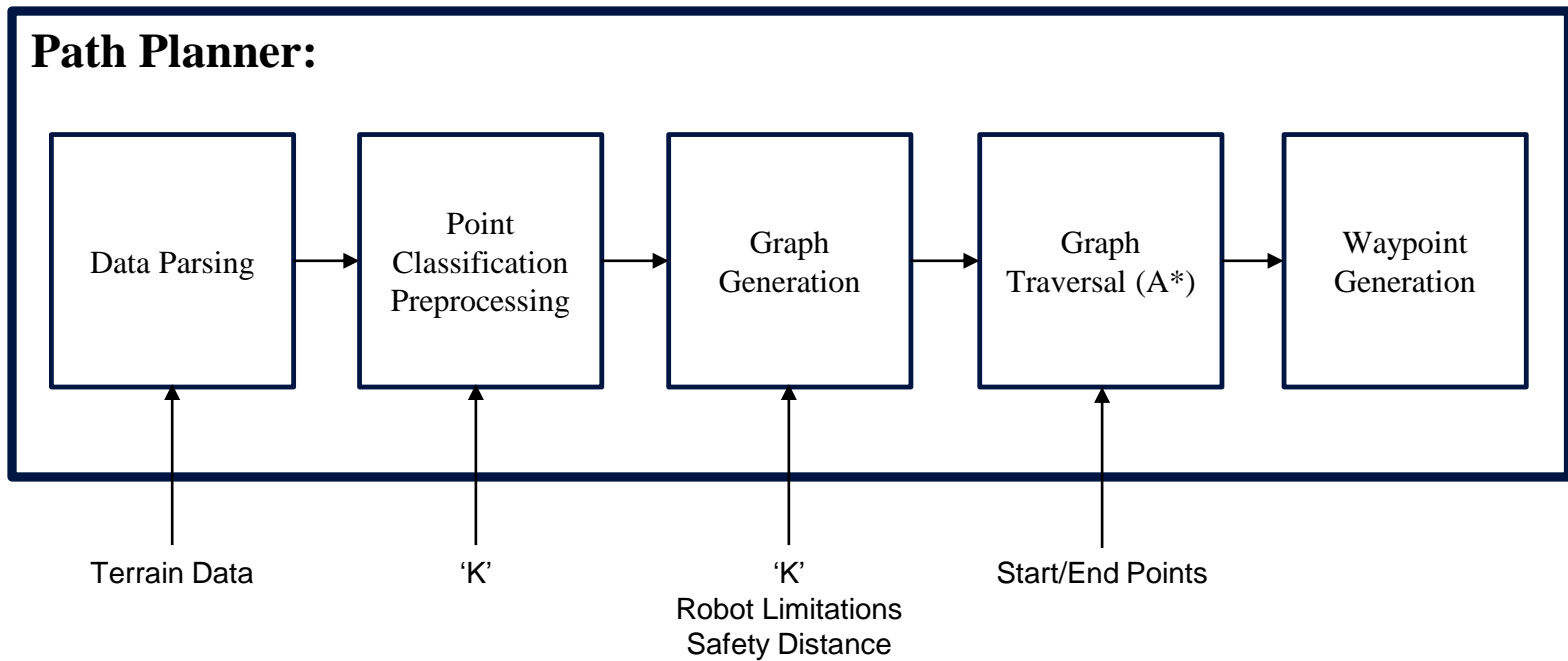 Path Planner:
Data Parsing
Point
Classification
Preprocessing
Graph
Generation
Graph
Traversal (A*)
Waypoint
Generation
Terrain Data
‘K’
‘K’
Robot Limitations
Safety Distance
Start/End Points